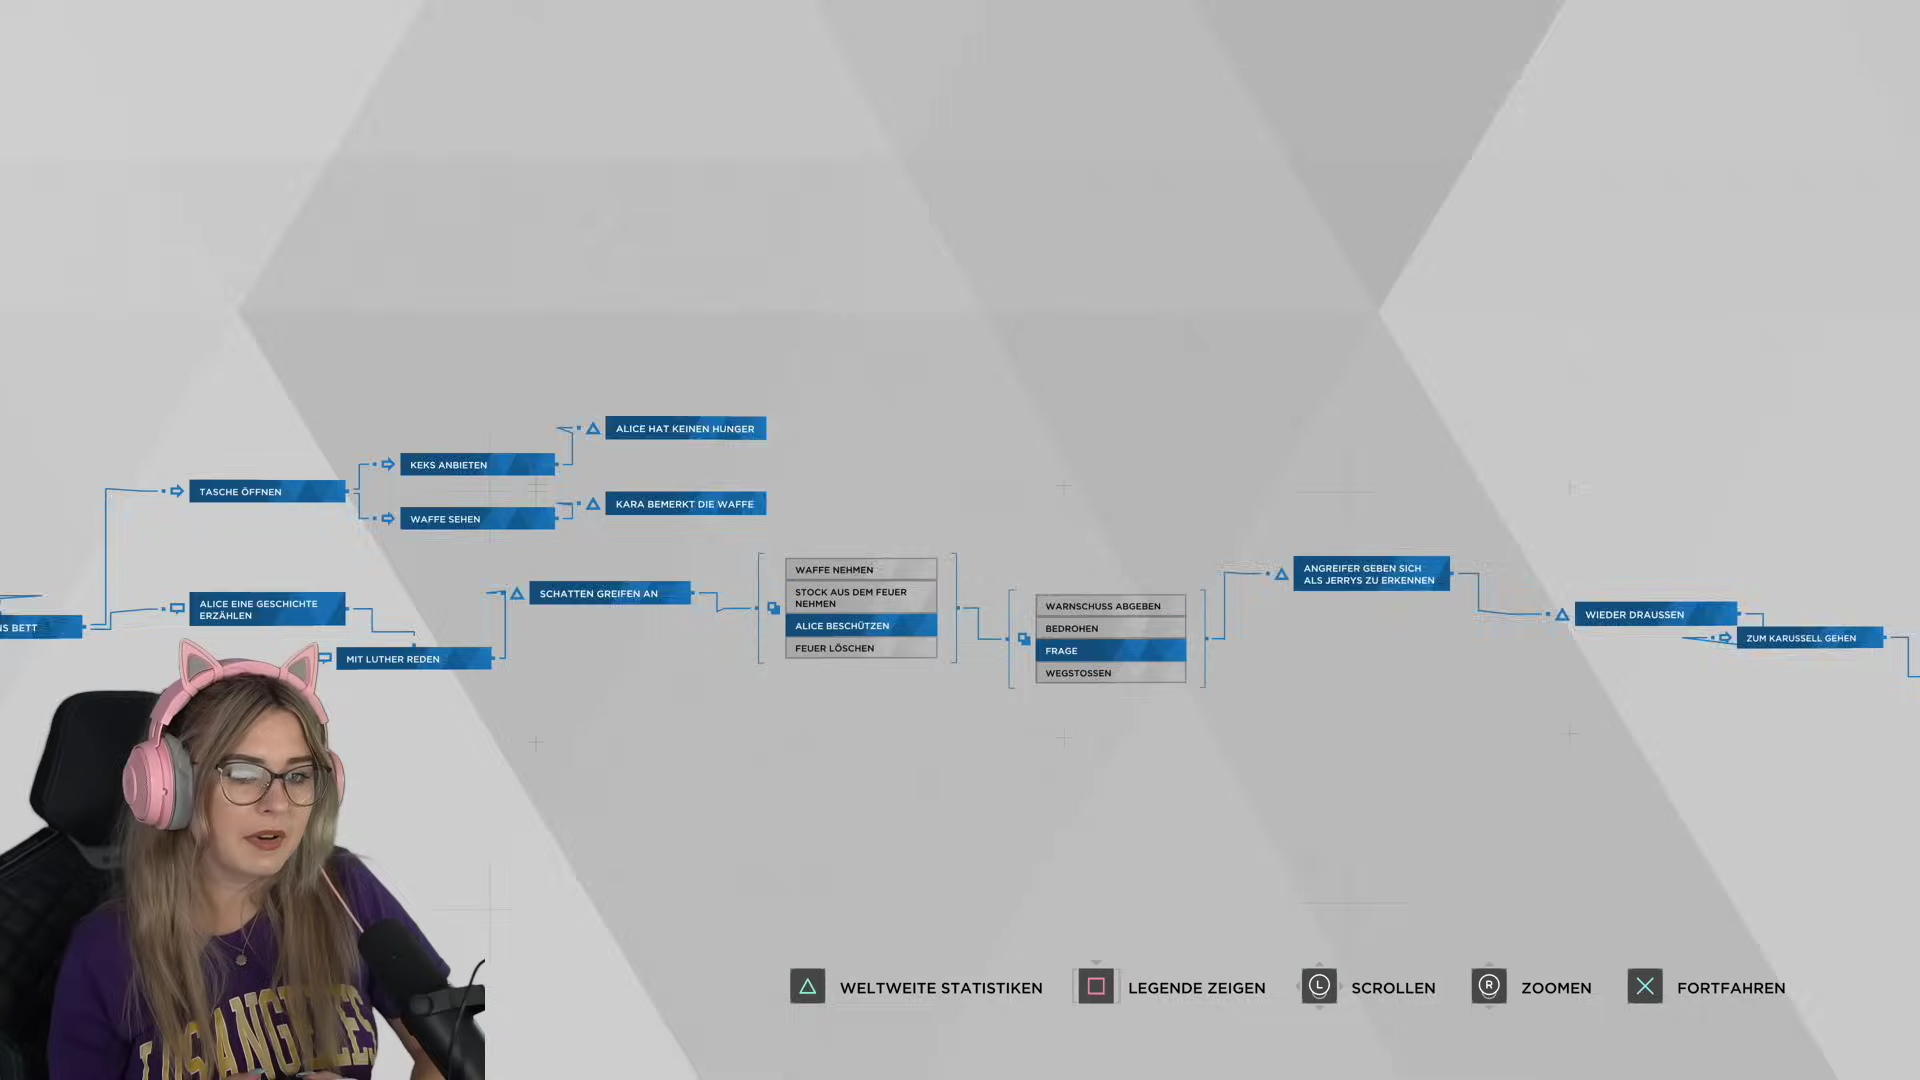 ALICE HAT KEINEN HUNGER
KEKS ANBIETEN
TASCHE ÖFFNEN
KARA BEMERKT DIE WAFFE
WAFFE SEHEN
ALICE EINE GESCHICHTE
ERZÄHLEN
NS BETT
MIT LUTHER REDEN
SCHATTEN GREIFEN AN
WAFFE NEHMEN
STOCK AUS DEM FEUER
NEHMEN
ALICE BESCHÜTZEN
FEUER LÖSCHEN
WARNSCHUSS ABGEBEN
BEDROHEN
FRAGE
WEGSTOSSEN
ANGREIFER GEBEN SICH
ALS JERRYS ZU ERKENNEN
WIEDER DRAUSSEN
ZUM KARUSSELL GEHEN
WELTWEITE STATISTIKEN
LEGENDE ZEIGEN
L
SCROLLEN
R
ZOOMEN
FORTFAHREN
LOS ANGELES